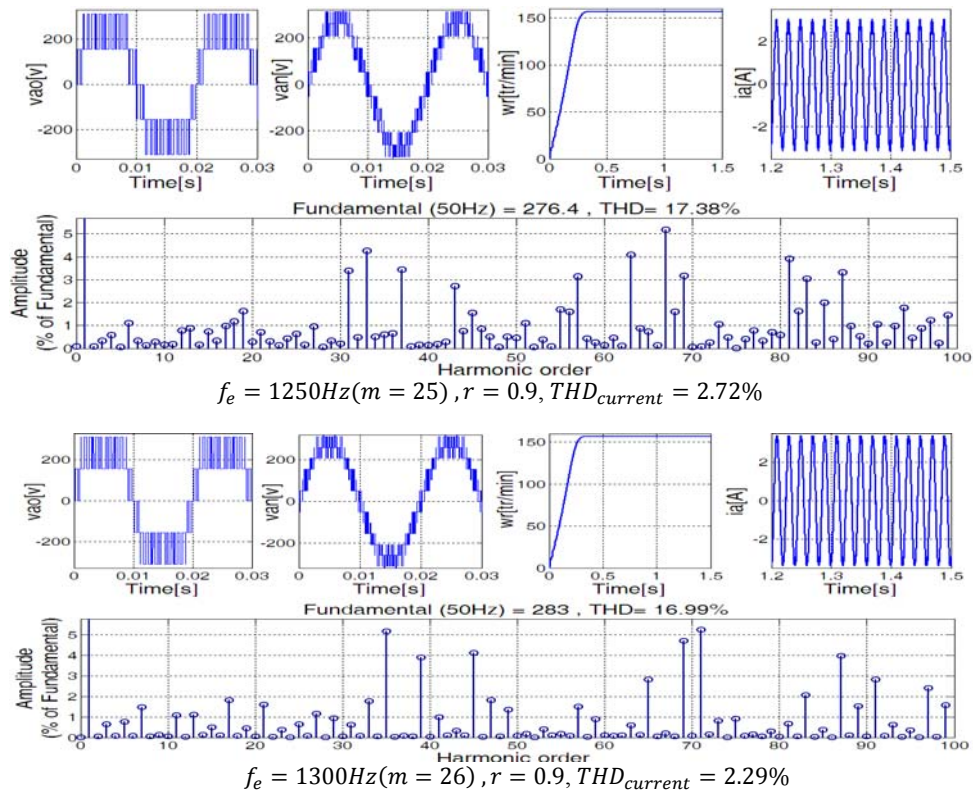 vao[v]
200
0
-200
0 0.01 0.02 0.03
Time[s]
van[v]
200
0
-200
0 0.01 0.02 0.03
Time[s]
wr[tr/min]
150
100
50
0
0 0.5 1 1.5
Time[s]
ia[A]
2
0
-2
1.2 1.3 1.4 1.5
Time[s]
Fundamental (50Hz) = 276.4 , THD= 17.38%
Amplitude
(% of Fundamental)
5
4
3
2
1
0
0 10 20 30 40 50 60 70 80 90 100
Harmonic order
f_e = 1250Hz(m = 25) , r = 0.9, THD_current = 2.72%
vao[v]
200
0
-200
0 0.01 0.02 0.03
Time[s]
van[v]
200
0
-200
0 0.01 0.02 0.03
Time[s]
wr[tr/min]
150
100
50
0
0 0.5 1 1.5
Time[s]
ia[A]
2
0
-2
1.2 1.3 1.4 1.5
Time[s]
Fundamental (50Hz) = 283 , THD= 16.99%
Amplitude
(% of Fundamental)
5
4
3
2
1
0
0 10 20 30 40 50 60 70 80 90 100
Harmonic order
f_e = 1300Hz(m = 26) , r = 0.9, THD_current = 2.29%